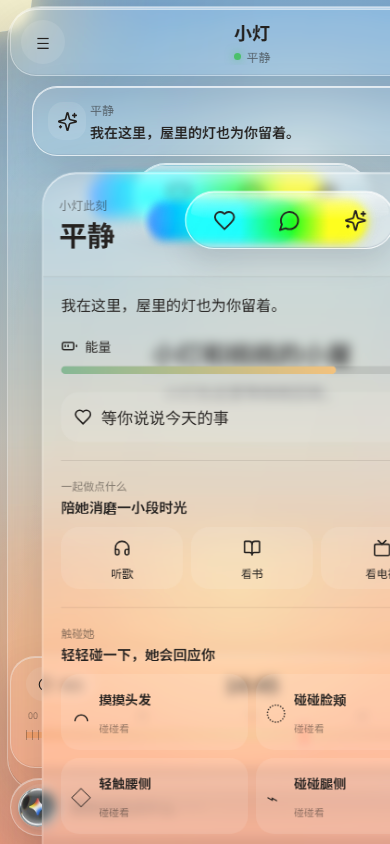 小灯
平静
平静
我在这里，屋里的灯也为你留着。
小灯此刻
平静
我在这里，屋里的灯也为你留着。
能量
等你说说今天的事
一起做点什么
陪她消磨一小段时光
听歌
看书
看电
触碰她
轻轻碰一下，她会回应你
摸摸头发
碰碰看
碰碰脸颊
碰碰看
00
轻触腰侧
碰碰看
碰碰腿侧
碰碰看